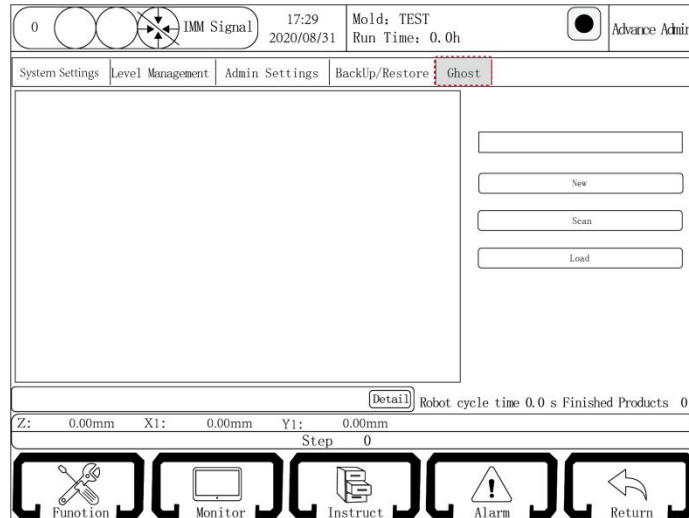 0 IMM Signal 17:29 2020/08/31 Mold: TEST Run Time: 0.0h Advance Admin
System Settings Level Management Admin Settings BackUp/Restore Ghost
New
Scan
Load
Detail Robot cycle time 0.0 s Finished Products 0
Z: 0.00mm X1: 0.00mm Y1: 0.00mm
Step 0
Funotion Monitor Instruct Alarm Return